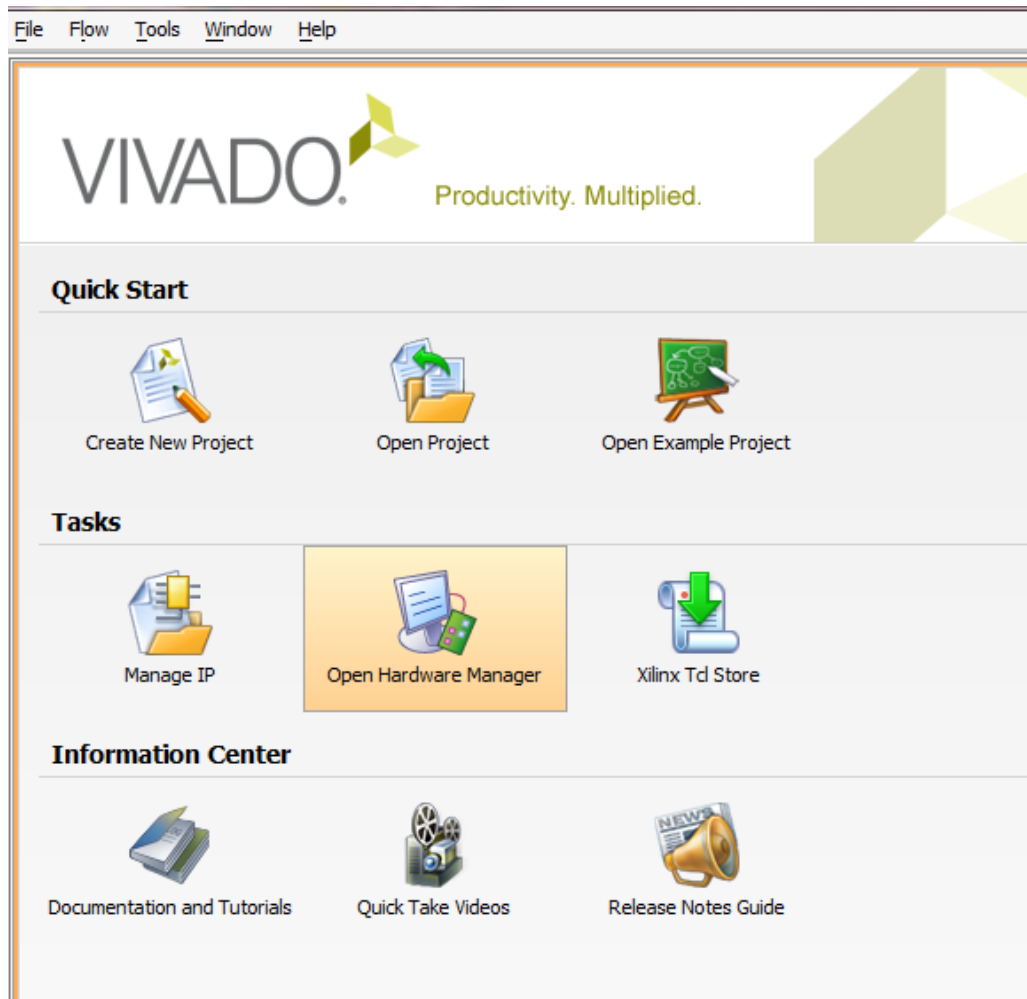 File Flow Tools Window Help
VIVADO.
Productivity. Multiplied.
Quick Start
Create New Project Open Project Open Example Project
Tasks
Manage IP Open Hardware Manager Xilinx Tcl Store
Information Center
NEWS
Documentation and Tutorials Quick Take Videos Release Notes Guide